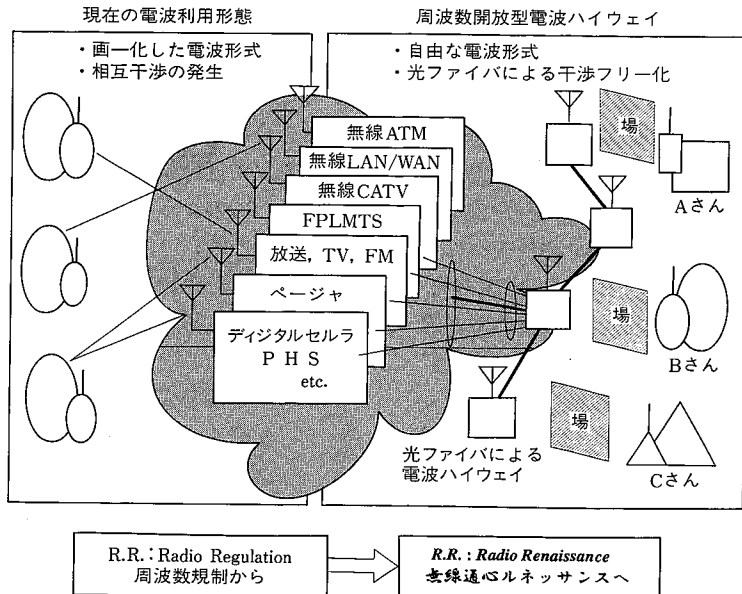 現在の電波利用形態
・画一化した電波形式
・相互干渉の発生
周波数開放型電波ハイウェイ
・自由な電波形式
・光ファイバによる干渉フリー化
無線ATM
無線LAN/WAN
無線CATV
FPLMTS
放送，TV，FM
ページャ
ディジタルセルラ
P H S
etc.
場
Aさん
場
Bさん
場
Cさん
光ファイバによる
電波ハイウェイ
R.R.：Radio Regulation
周波数規制から
R.R. : Radio Renaissance
無線通心ルネッサンスへ